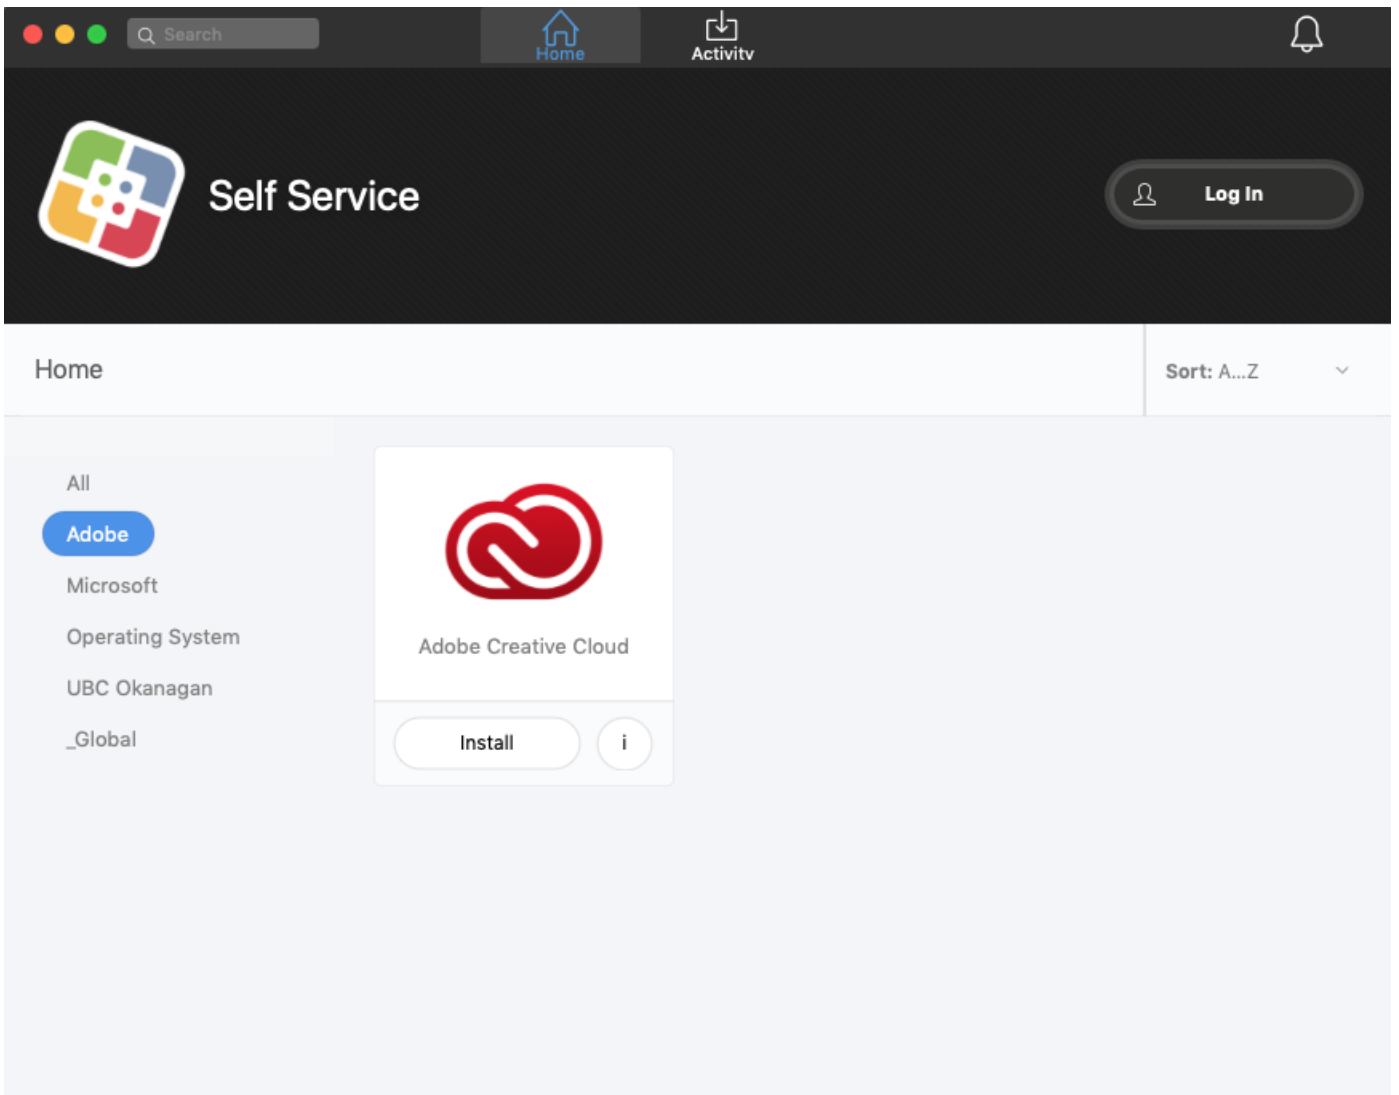 Search
Home
Activity
Self Service
Log In
Home
Sort: A...Z
All
Adobe
Microsoft
Operating System
UBC Okanagan
_Global
Adobe Creative Cloud
Install
i